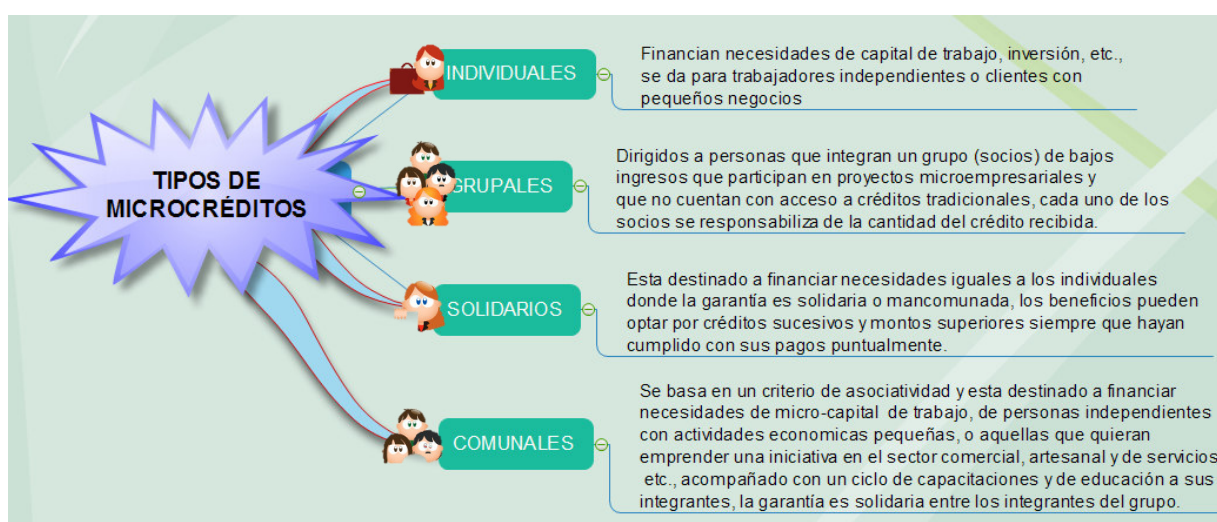 TIPOS DE
MICROCRÉDITOS
INDIVIDUALES
Financian necesidades de capital de trabajo, inversión, etc.,
se da para trabajadores independientes o clientes con
pequeños negocios
GRUPALES
Dirigidos a personas que integran un grupo (socios) de bajos
ingresos que participan en proyectos microempresariales y
que no cuentan con acceso a créditos tradicionales, cada uno de los
socios se responsabiliza de la cantidad del crédito recibida.
SOLIDARIOS
Esta destinado a financiar necesidades iguales a los individuales
donde la garantía es solidaria o mancomunada, los beneficios pueden
optar por créditos sucesivos y montos superiores siempre que hayan
cumplido con sus pagos puntualmente.
COMUNALES
Se basa en un criterio de asociatividad y esta destinado a financiar
necesidades de micro-capital de trabajo, de personas independientes
con actividades economicas pequeñas, o aquellas que quieran
emprender una iniciativa en el sector comercial, artesanal y de servicios
etc., acompañado con un ciclo de capacitaciones y de educación a sus
integrantes, la garantía es solidaria entre los integrantes del grupo.